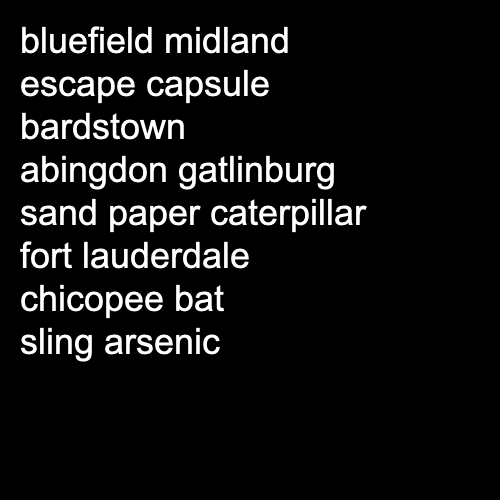 bluefield midland
escape capsule
bardstown
abingdon gatlinburg
sand paper caterpillar
fort lauderdale
chicopee bat
sling arsenic